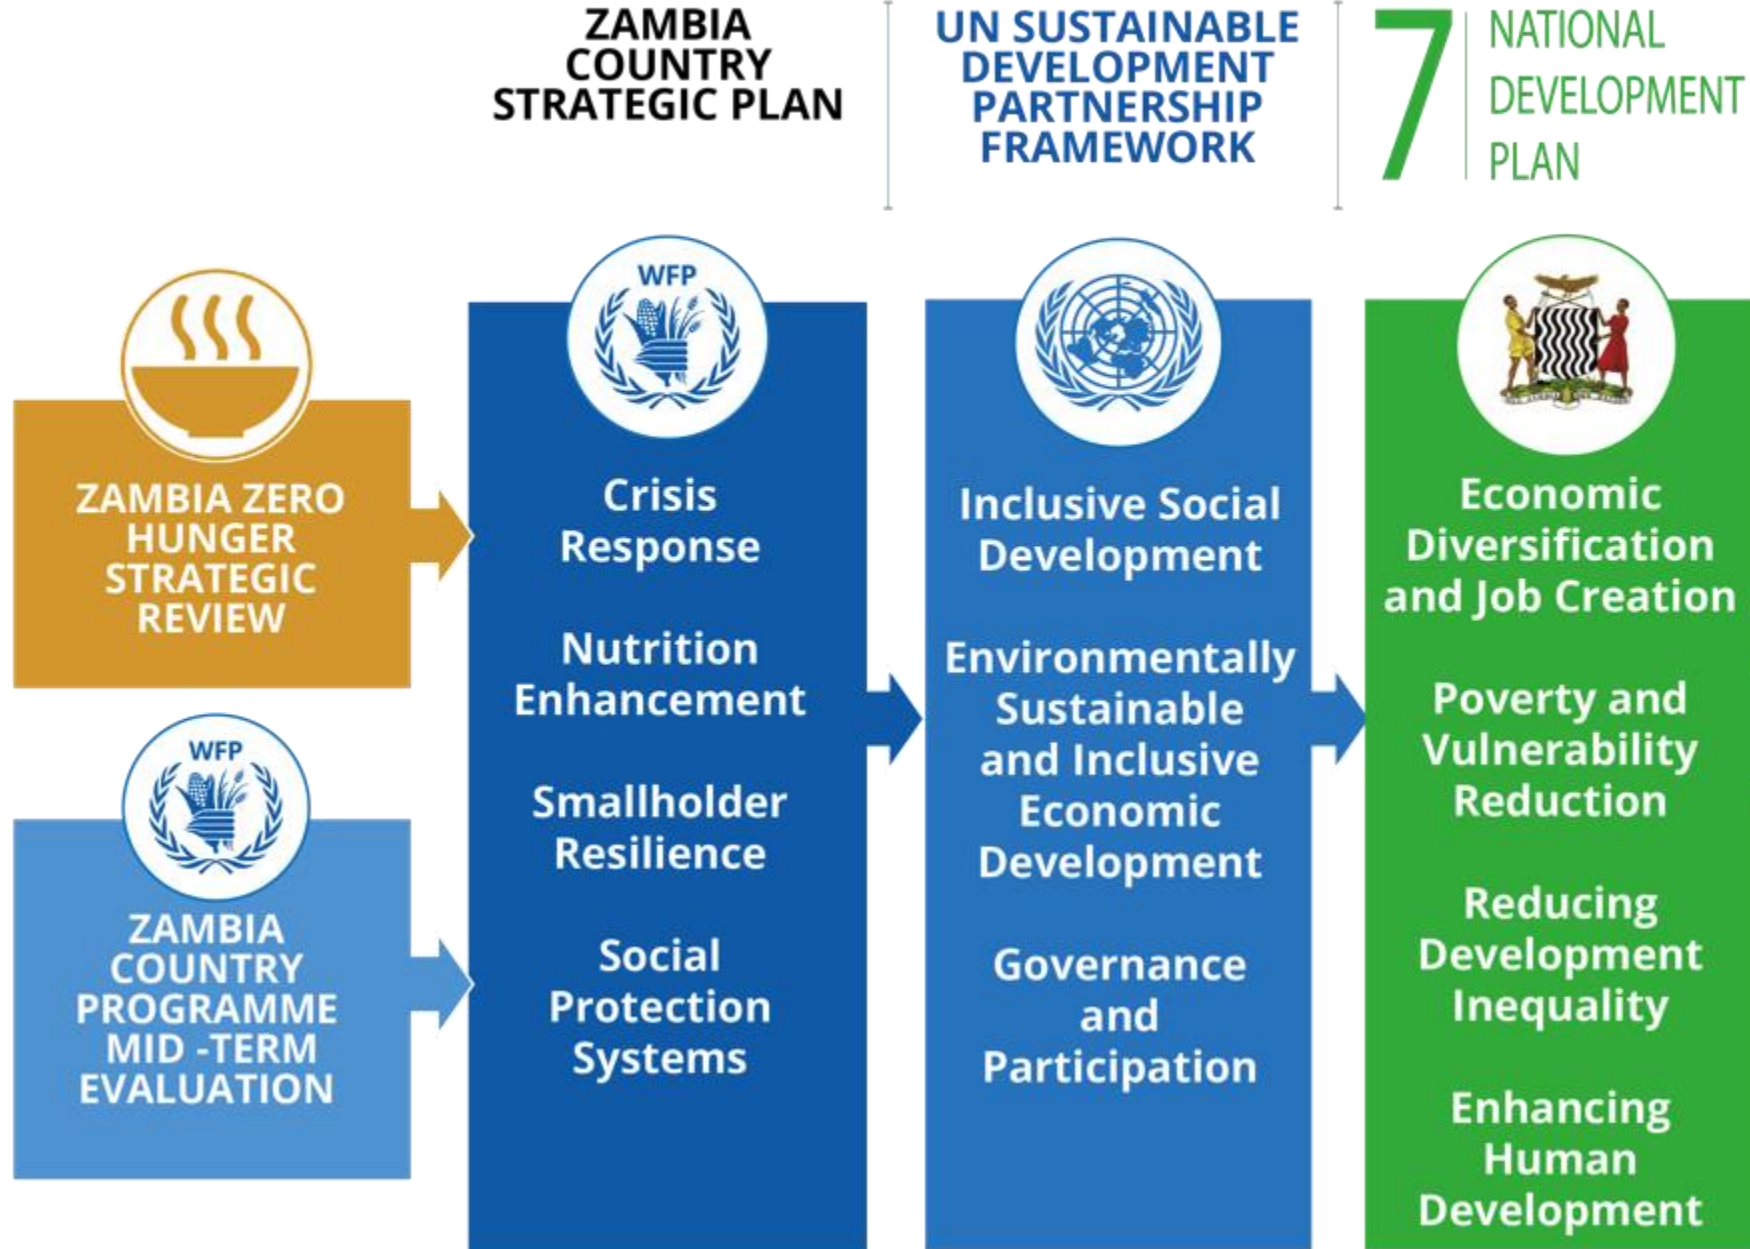 ZAMBIA
COUNTRY
STRATEGIC PLAN
UN SUSTAINABLE
DEVELOPMENT
PARTNERSHIP
FRAMEWORK
7
NATIONAL
DEVELOPMENT
PLAN
ZAMBIA ZERO
HUNGER
STRATEGIC
REVIEW
WFP
ZAMBIA
COUNTRY
PROGRAMME
MID -TERM
EVALUATION
WFP
Crisis
Response
Nutrition
Enhancement
Smallholder
Resilience
Social
Protection
Systems
Inclusive Social
Development
Environmentally
Sustainable
and Inclusive
Economic
Development
Governance
and
Participation
Economic
Diversification
and Job Creation
Poverty and
Vulnerability
Reduction
Reducing
Development
Inequality
Enhancing
Human
Development